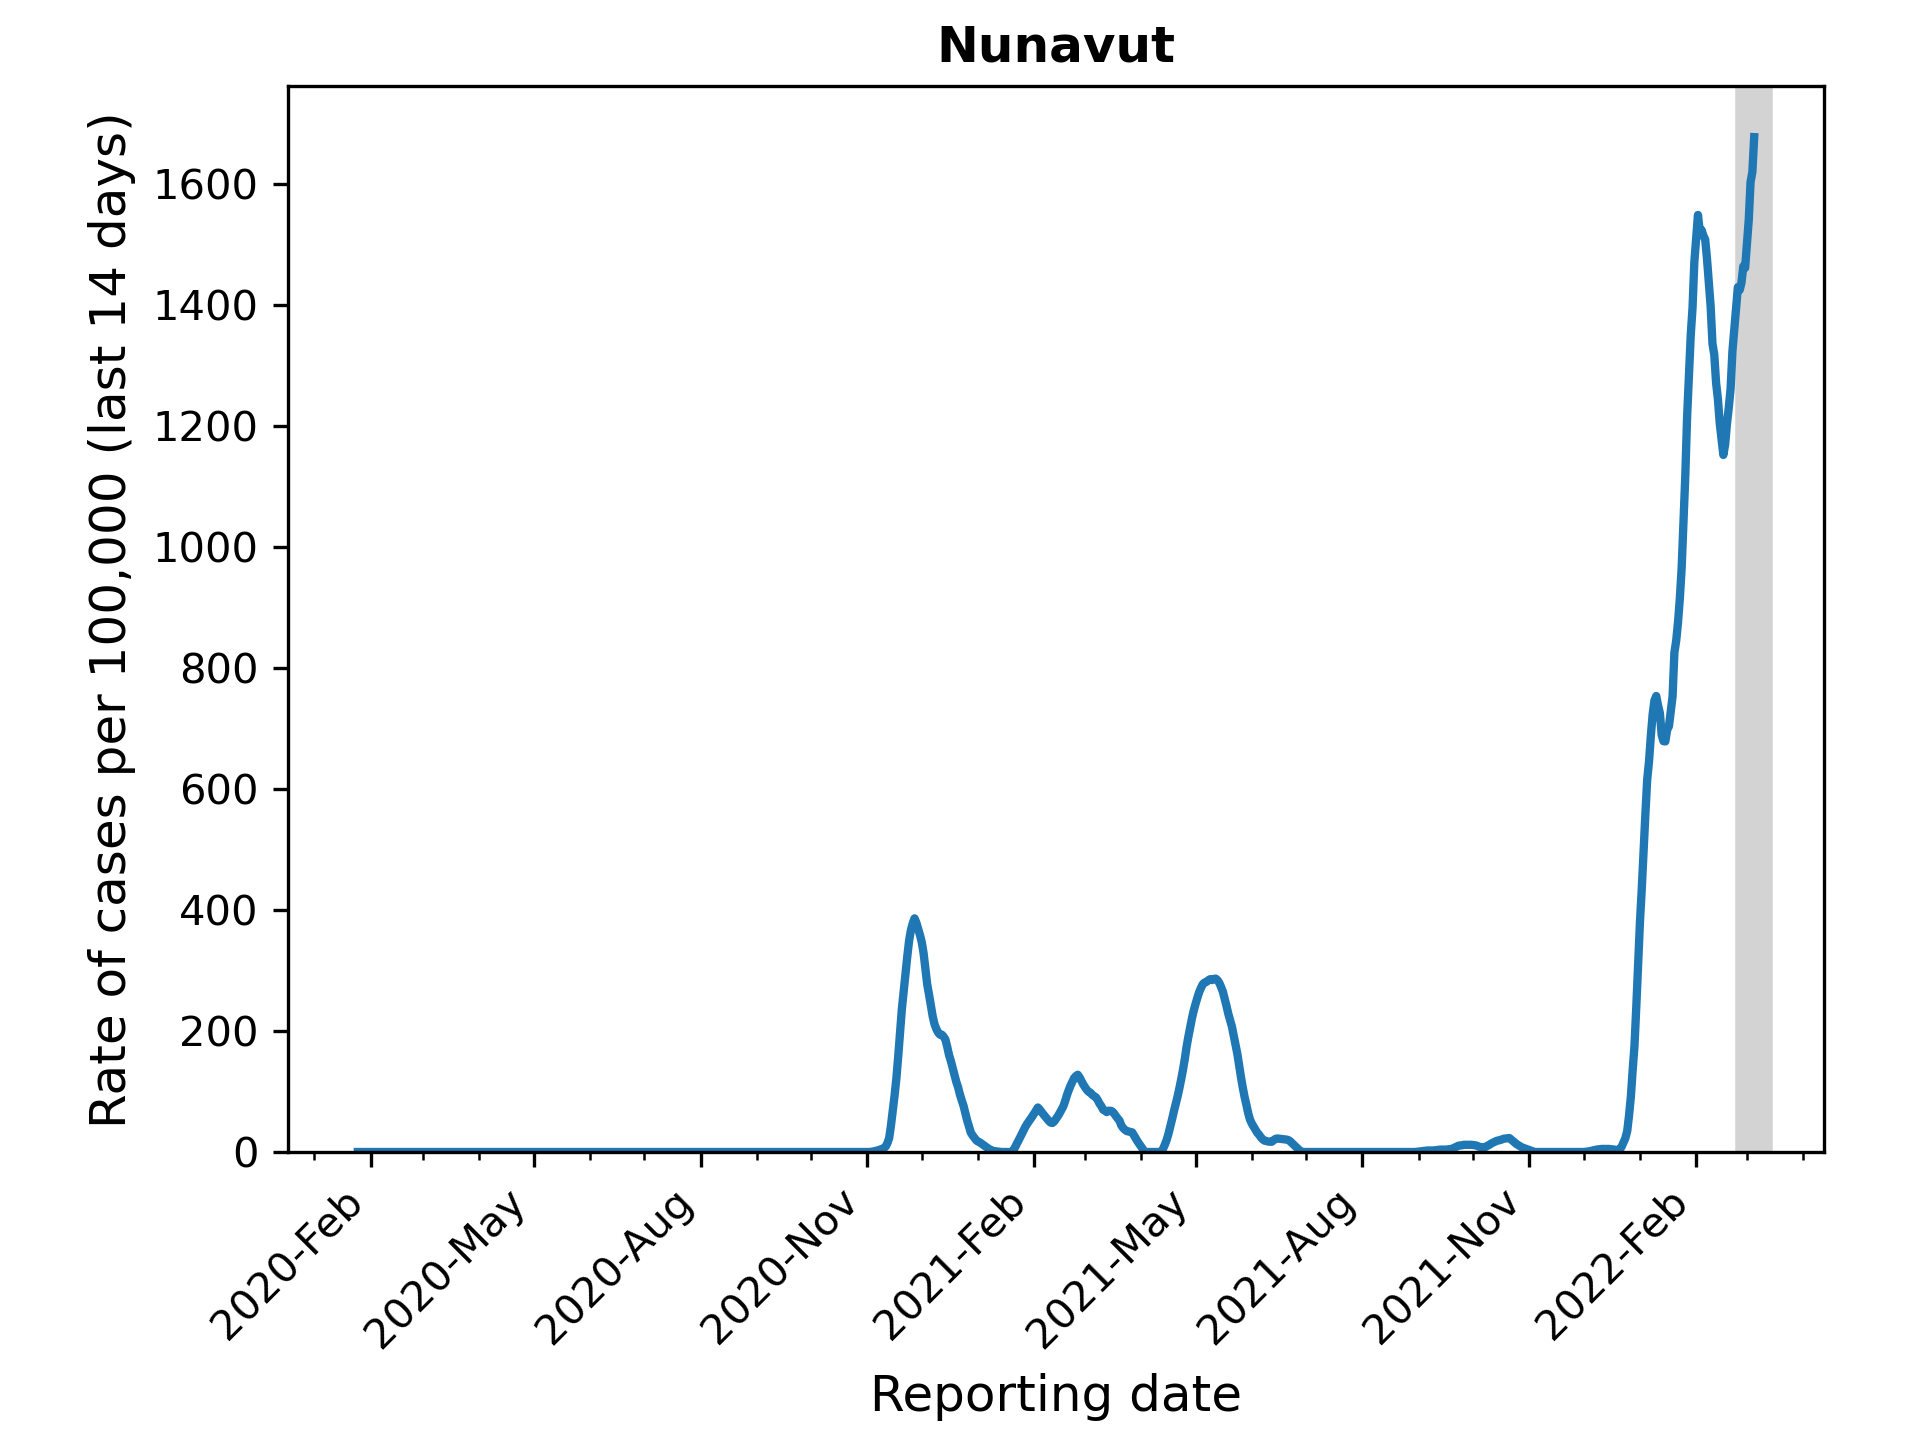 Nunavut
Rate of cases per 100,000 (last 14 days)
1600
1400
1200
1000
800
600
400
200
0
2020-Feb
2020-May
2020-Aug
2020-Nov
2021-Feb
2021-May
2021-Aug
2021-Nov
2022-Feb
Reporting date